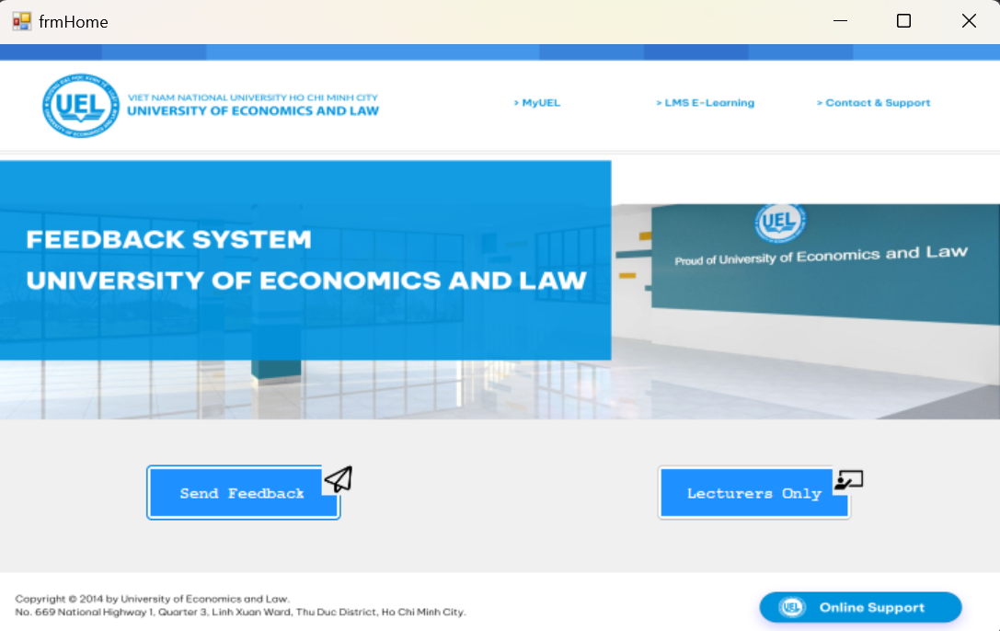 frmHome
UEL
VIET NAM NATIONAL UNIVERSITY HO CHI MINH CITY
UNIVERSITY OF ECONOMICS AND LAW
> MyUEL
> LMS E-Learning
> Contact & Support
FEEDBACK SYSTEM
UNIVERSITY OF ECONOMICS AND LAW
UEL
Proud of University of Economics and Law
Send Feedback
Lecturers Only
Copyright © 2014 by University of Economics and Law.
No. 669 National Highway 1, Quarter 3, Linh Xuan Ward, Thu Duc District, Ho Chi Minh City.
UEL
Online Support